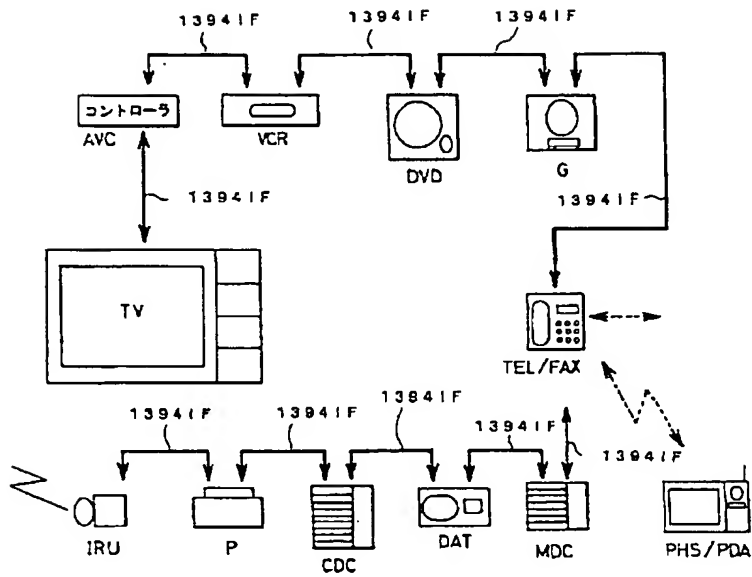 1394IF
1394IF
1394IF
コントローラ
AVC
VCR
DVD
G
1394IF
1394IF
TV
TEL/FAX
1394IF
1394IF
1394IF
1394IF
1394IF
IRU
P
CDC
DAT
MDC
PHS/PDA